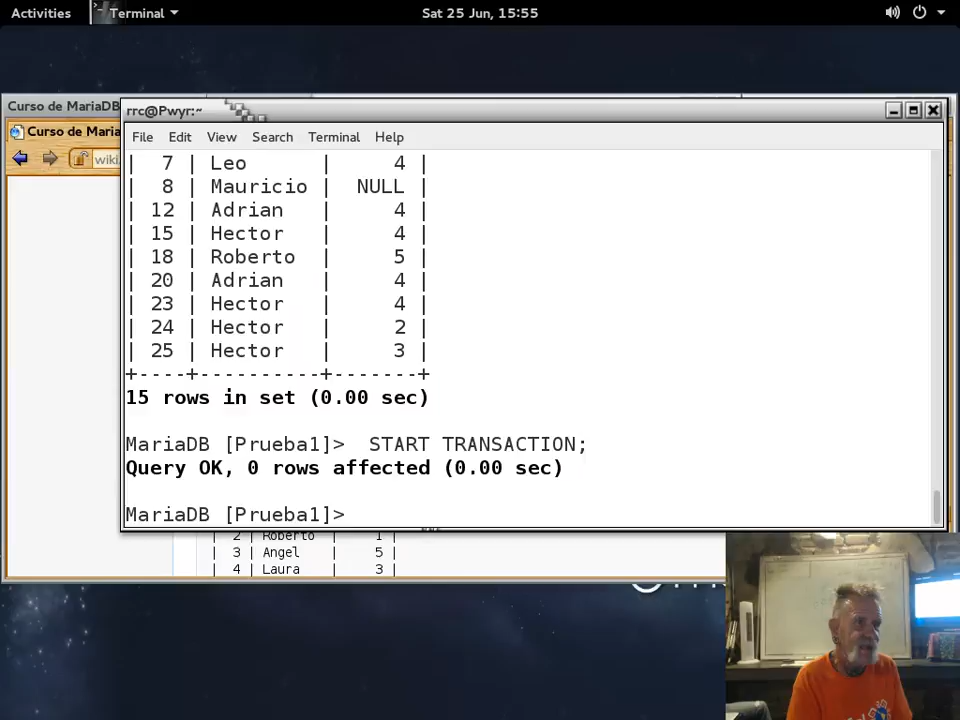 Activities Terminal Sat 25 Jun, 15:55
Curso de MariaDB
rrc@Pwyr:~
Curso de Maria
File Edit View Search Terminal Help
wiki
| 7 | Leo | 4 |
| 8 | Mauricio | NULL |
| 12 | Adrian | 4 |
| 15 | Hector | 4 |
| 18 | Roberto | 5 |
| 20 | Adrian | 4 |
| 23 | Hector | 4 |
| 24 | Hector | 2 |
| 25 | Hector | 3 |
+----+----------+-------+
15 rows in set (0.00 sec)
MariaDB [Prueba1]> START TRANSACTION;
Query OK, 0 rows affected (0.00 sec)
MariaDB [Prueba1]>
| 2 | Roberto | 1 |
| 3 | Angel | 5 |
| 4 | Laura | 3 |